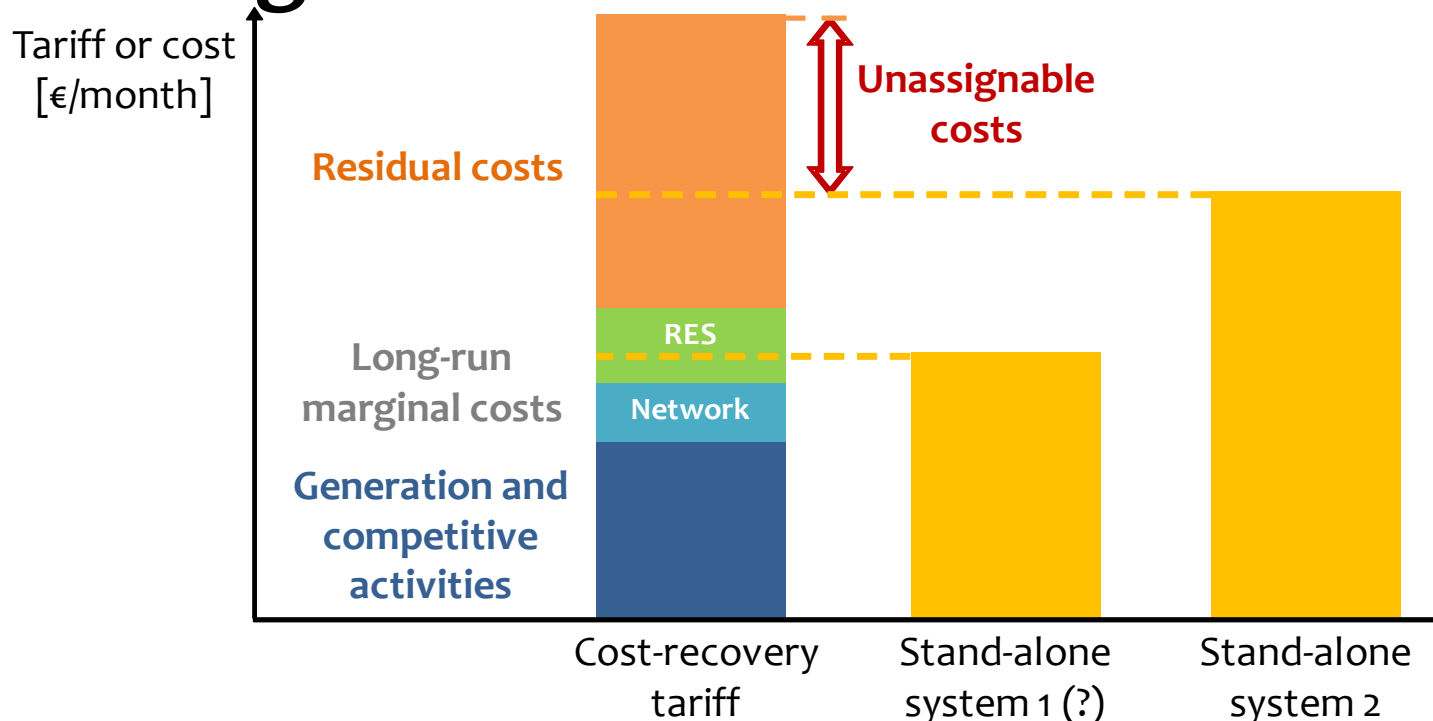 Tariff or cost
[€/month]
Unassignable
costs
Residual costs
RES
Long-run
marginal costs
Network
Generation and
competitive
activities
Cost-recovery
tariff
Stand-alone
system 1 (?)
Stand-alone
system 2